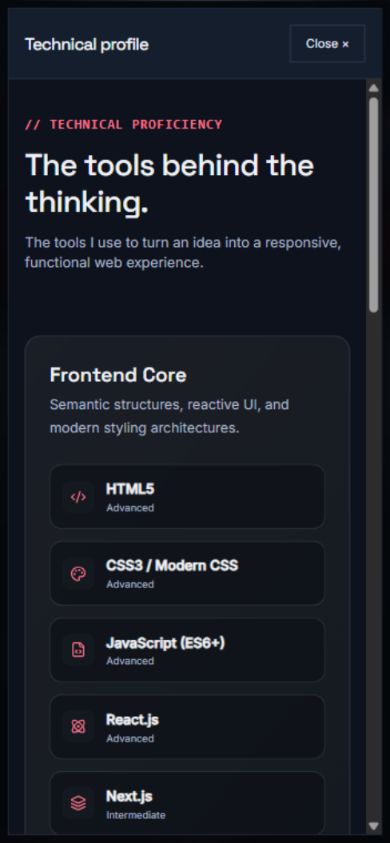 Technical profile
Close ×
// TECHNICAL PROFICIENCY
The tools behind the
thinking.
The tools I use to turn an idea into a responsive,
functional web experience.
Frontend Core
Semantic structures, reactive UI, and
modern styling architectures.
HTML5
Advanced
CSS3 / Modern CSS
Advanced
JavaScript (ES6+)
Advanced
React.js
Advanced
Next.js
Intermediate